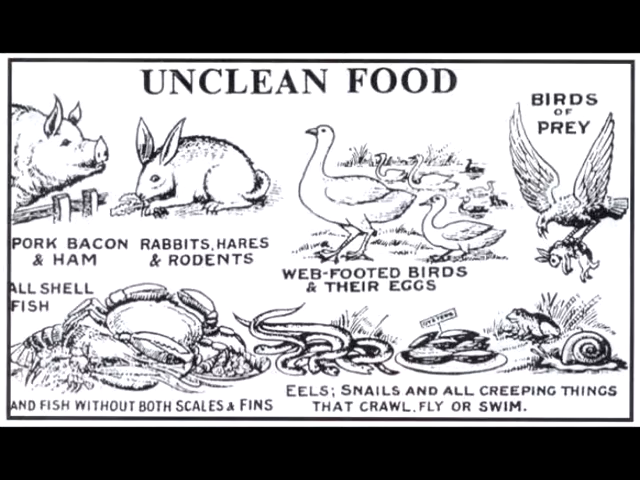 UNCLEAN FOOD
BIRDS
OF
PREY
PORK BACON
& HAM
RABBITS, HARES
& RODENTS
WEB-FOOTED BIRDS
& THEIR EGGS
ALL SHELL
FISH
OYSTERS
AND FISH WITHOUT BOTH SCALES & FINS
EELS; SNAILS AND ALL CREEPING THINGS
THAT CRAWL, FLY OR SWIM.